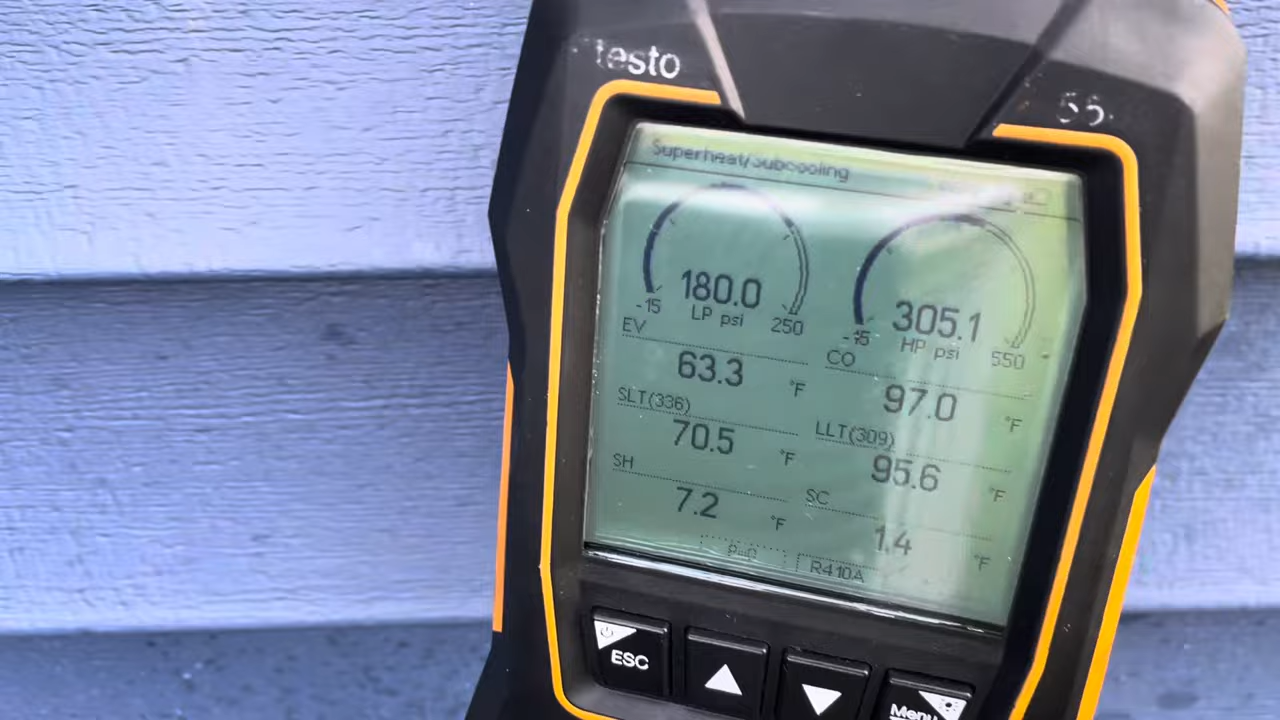 testo
55
Superheat/Subcooling
180.0
-15 LP psi 250
305.1
-15 HP psi 550
EV
63.3 °F
CO
97.0 °F
SLT(336)
70.5 °F
LLT(309)
95.6 °F
SH
7.2 °F
SC
1.4 °F
P=0
R410A
ESC
Menu